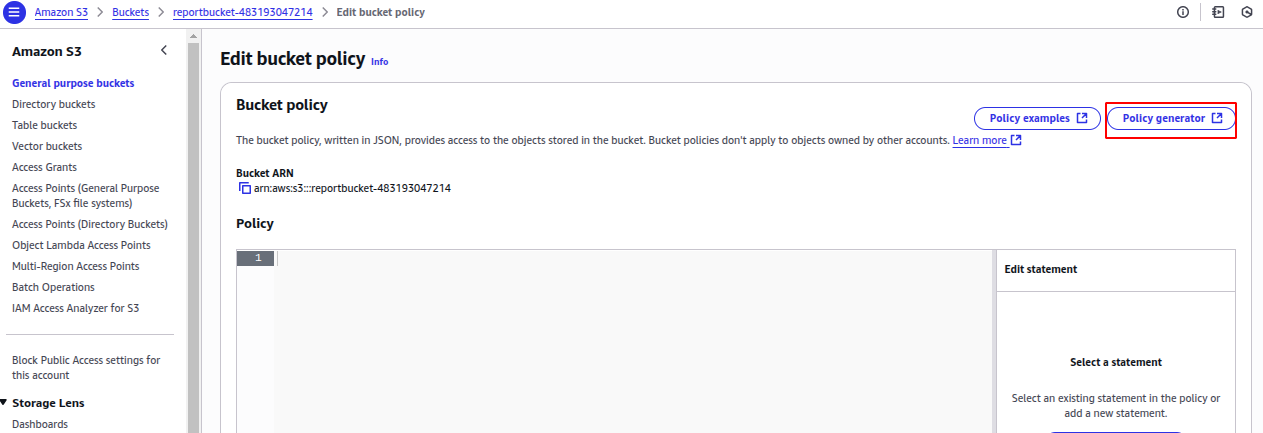 Amazon S3 > Buckets > reportbucket-483193047214 > Edit bucket policy
Amazon S3
General purpose buckets
Directory buckets
Table buckets
Vector buckets
Access Grants
Access Points (General Purpose
Buckets, FSx file systems)
Access Points (Directory Buckets)
Object Lambda Access Points
Multi-Region Access Points
Batch Operations
IAM Access Analyzer for S3
Block Public Access settings for
this account
Storage Lens
Dashboards
Edit bucket policy Info
Bucket policy
Policy examples
Policy generator
The bucket policy, written in JSON, provides access to the objects stored in the bucket. Bucket policies don't apply to objects owned by other accounts. Learn more
Bucket ARN
arn:aws:s3:::reportbucket-483193047214
Policy
1
Edit statement
Select a statement
Select an existing statement in the policy or
add a new statement.